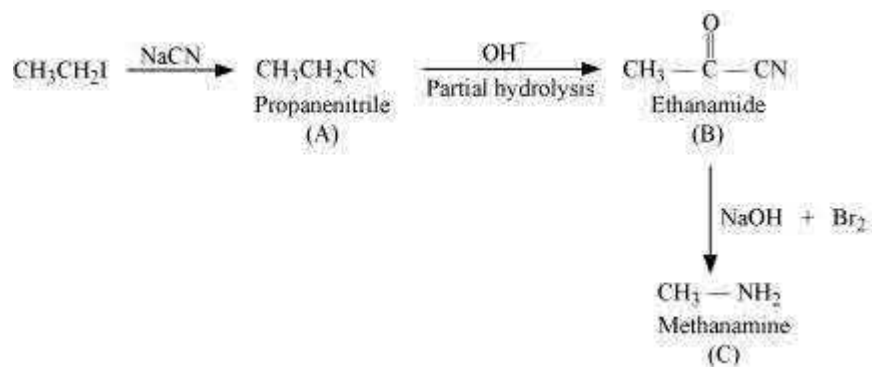 CH₃CH₂I NaCN CH₃CH₂CN OH⁻ CH₃ — C — CN
O
Propanenitrile Partial hydrolysis Ethanamide
(A) (B)
NaOH + Br₂
CH₃ — NH₂
Methanamine
(C)